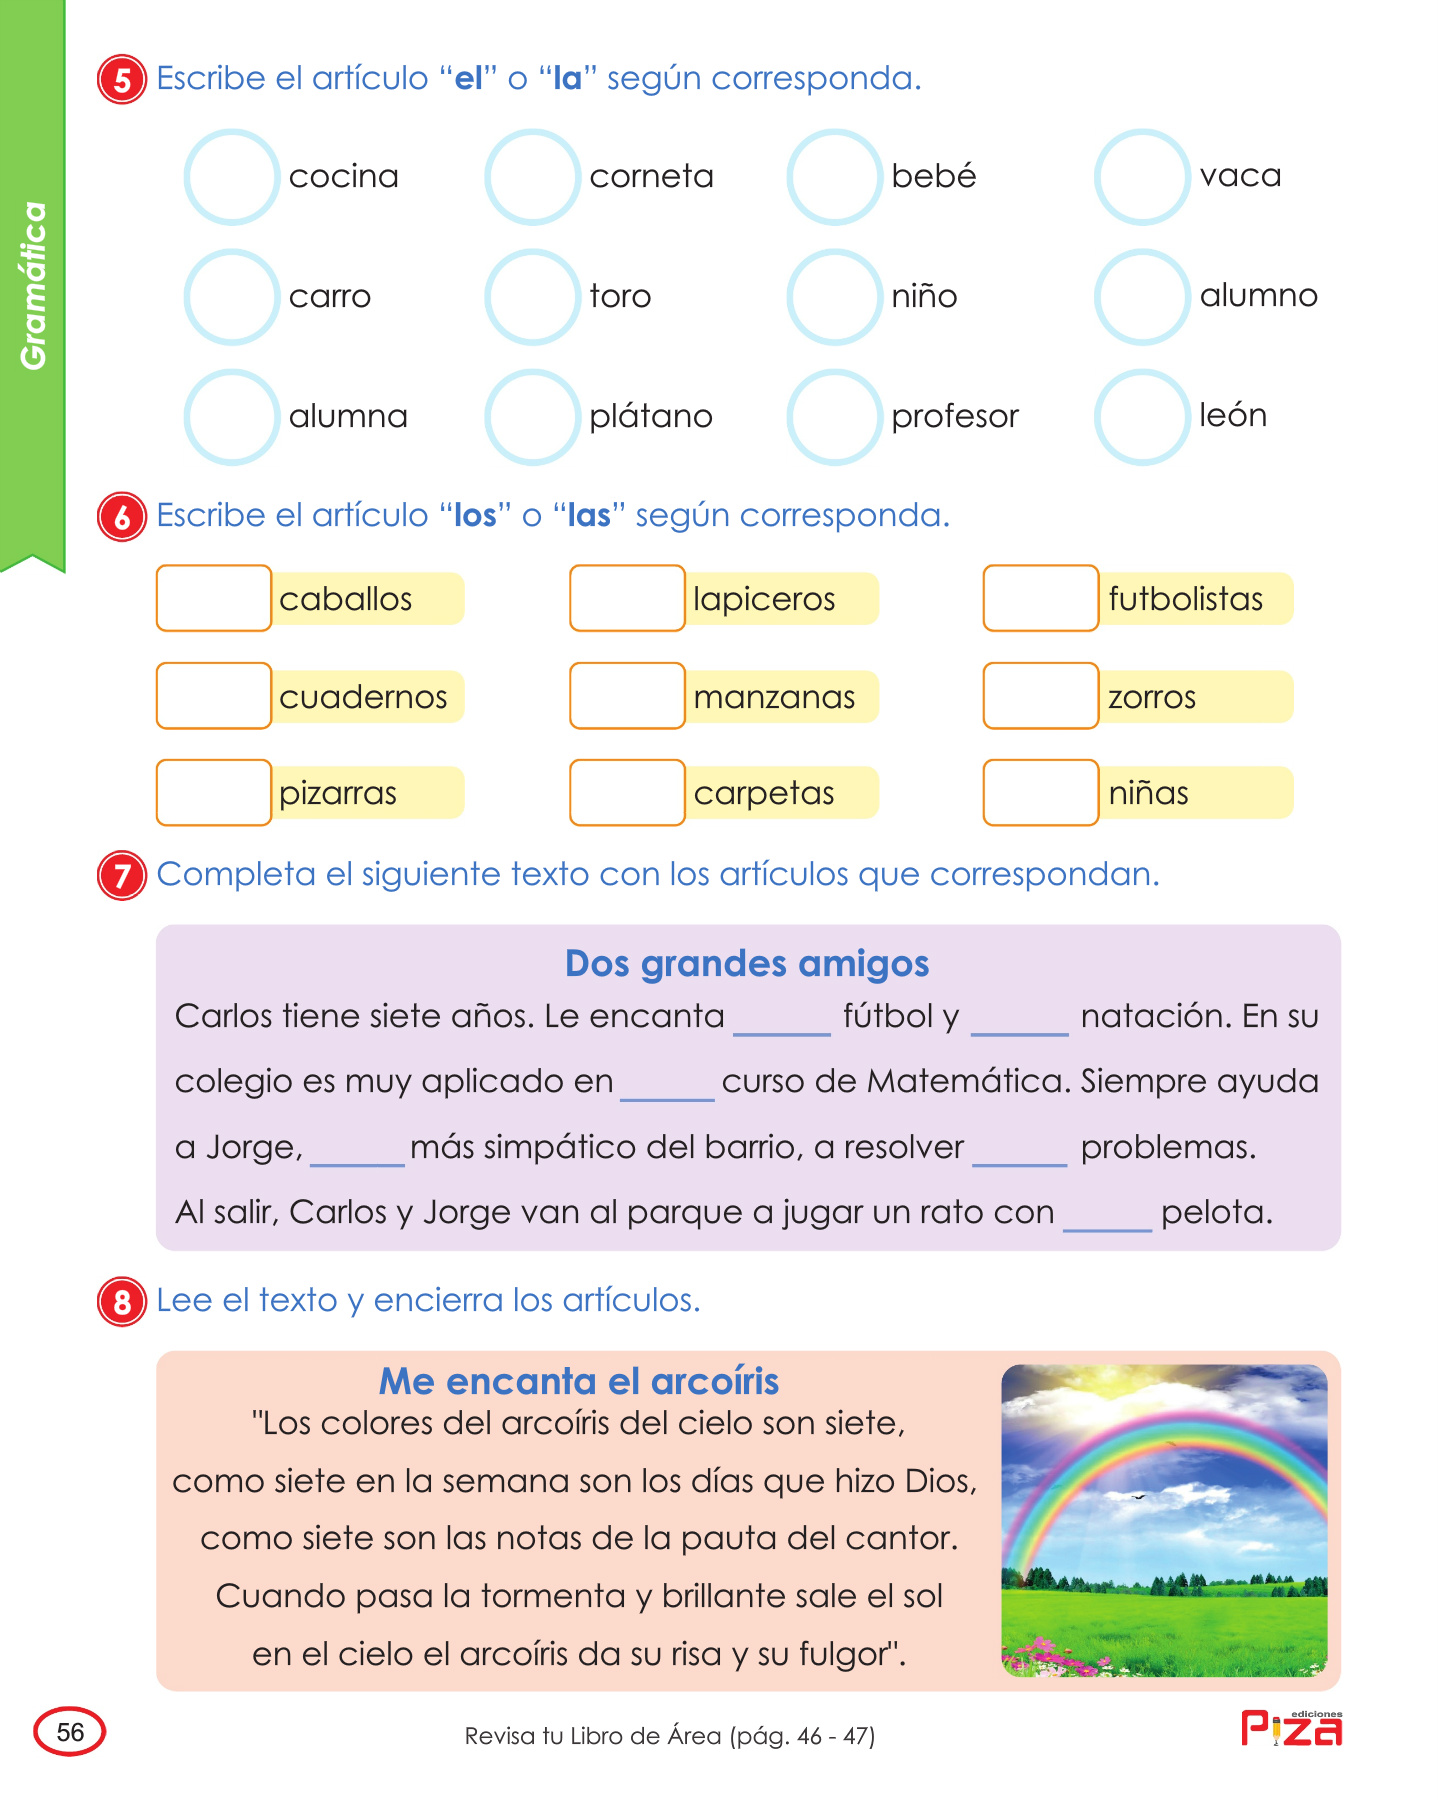 Gramática
5 Escribe el artículo “el” o “la” según corresponda.
cocina corneta bebé vaca
carro toro niño alumno
alumna plátano profesor león
6 Escribe el artículo “los” o “las” según corresponda.
caballos lapiceros futbolistas
cuadernos manzanas zorros
pizarras carpetas niñas
7 Completa el siguiente texto con los artículos que correspondan.
Dos grandes amigos
Carlos tiene siete años. Le encanta ______ fútbol y ______ natación. En su
colegio es muy aplicado en ______ curso de Matemática. Siempre ayuda
a Jorge, ______ más simpático del barrio, a resolver ______ problemas.
Al salir, Carlos y Jorge van al parque a jugar un rato con ______ pelota.
8 Lee el texto y encierra los artículos.
Me encanta el arcoíris
"Los colores del arcoíris del cielo son siete,
como siete en la semana son los días que hizo Dios,
como siete son las notas de la pauta del cantor.
Cuando pasa la tormenta y brillante sale el sol
en el cielo el arcoíris da su risa y su fulgor".
56
Revisa tu Libro de Área (pág. 46 - 47)
ediciones
Piza